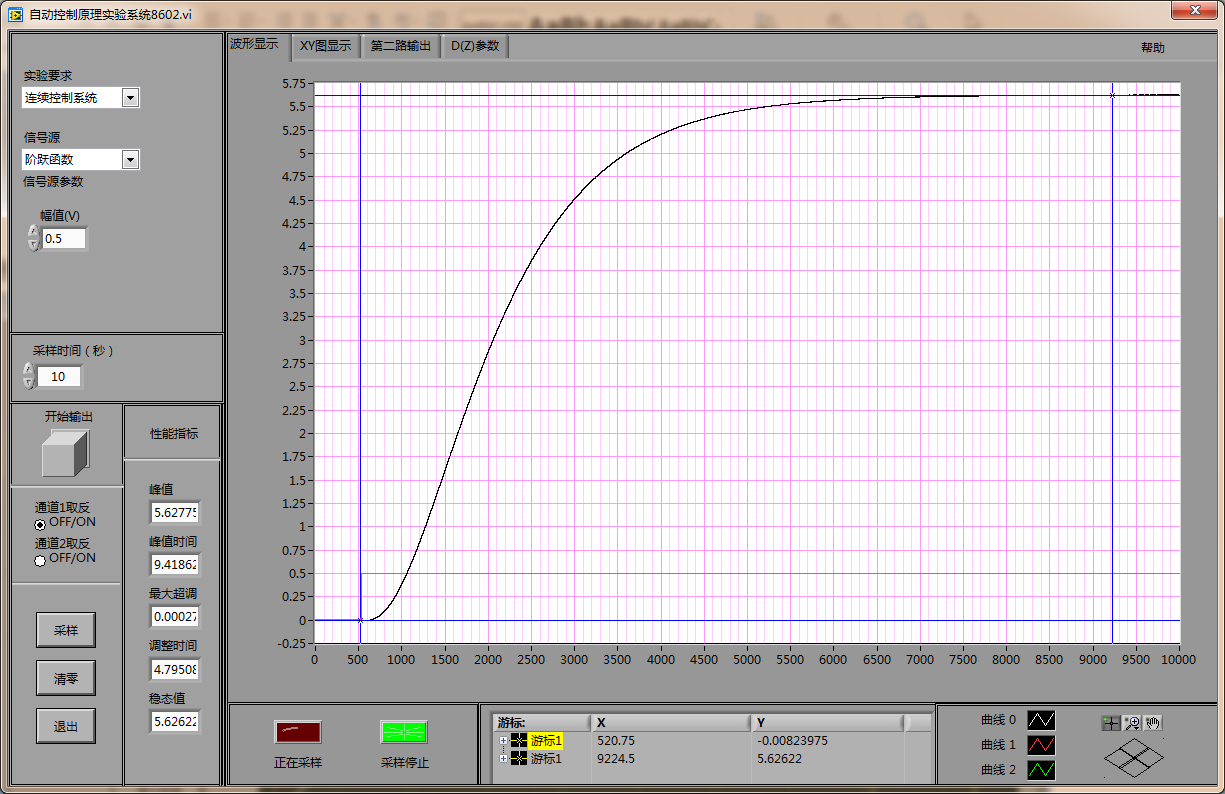 自动控制原理实验系统8602.vi
波形显示 XY图显示 第二路输出 D(Z)参数 帮助
实验要求
连续控制系统
信号源
阶跃函数
信号源参数
幅值(V)
0.5
采样时间（秒）
10
开始输出
性能指标
通道1取反
OFF/ON
通道2取反
OFF/ON
采样
清零
退出
峰值
5.62775
峰值时间
9.41862
最大超调
0.00027
调整时间
4.79508
稳态值
5.62622
5.75
5.5
5.25
5
4.75
4.5
4.25
4
3.75
3.5
3.25
3
2.75
2.5
2.25
2
1.75
1.5
1.25
1
0.75
0.5
0.25
0
-0.25
0 500 1000 1500 2000 2500 3000 3500 4000 4500 5000 5500 6000 6500 7000 7500 8000 8500 9000 9500 10000
正在采样
采样停止
游标: X Y
游标1 520.75 -0.00823975
游标1 9224.5 5.62622
曲线 0
曲线 1
曲线 2